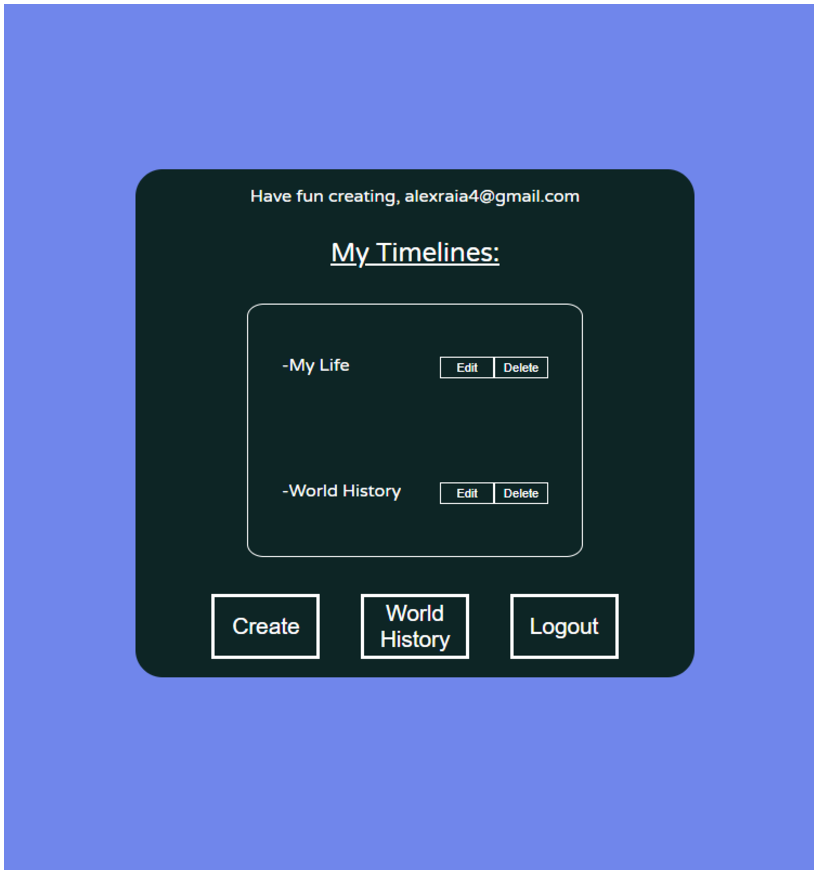 Have fun creating, alexraia4@gmail.com
My Timelines:
-My Life Edit Delete
-World History Edit Delete
Create World History Logout